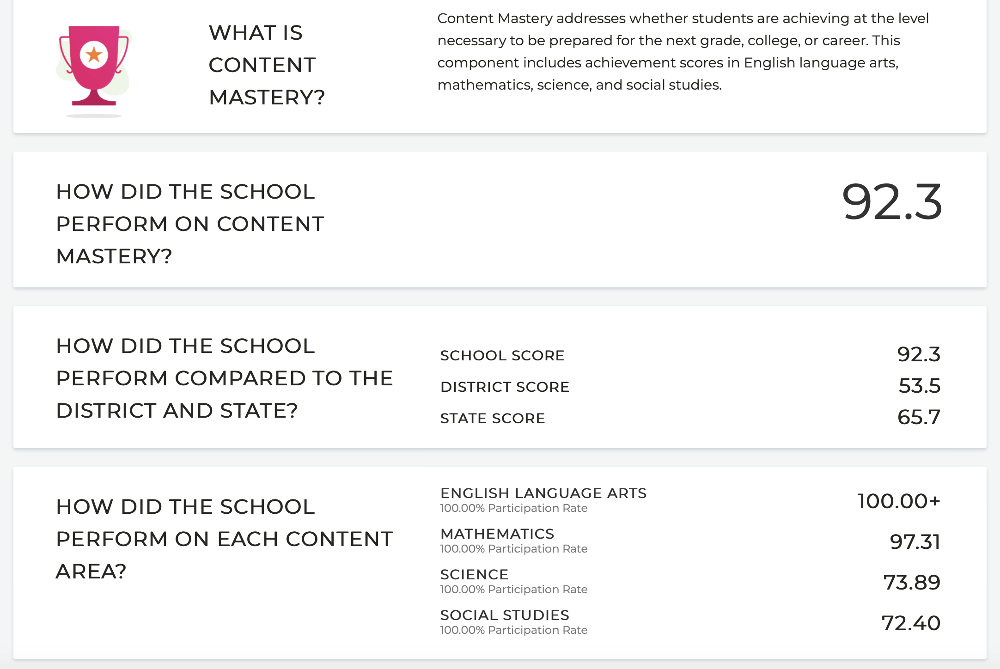 WHAT IS
CONTENT
MASTERY?
Content Mastery addresses whether students are achieving at the level
necessary to be prepared for the next grade, college, or career. This
component includes achievement scores in English language arts,
mathematics, science, and social studies.
HOW DID THE SCHOOL
PERFORM ON CONTENT
MASTERY?
92.3
HOW DID THE SCHOOL
PERFORM COMPARED TO THE
DISTRICT AND STATE?
SCHOOL SCORE 92.3
DISTRICT SCORE 53.5
STATE SCORE 65.7
HOW DID THE SCHOOL
PERFORM ON EACH CONTENT
AREA?
ENGLISH LANGUAGE ARTS
100.00% Participation Rate
100.00+
MATHEMATICS
100.00% Participation Rate
97.31
SCIENCE
100.00% Participation Rate
73.89
SOCIAL STUDIES
100.00% Participation Rate
72.40